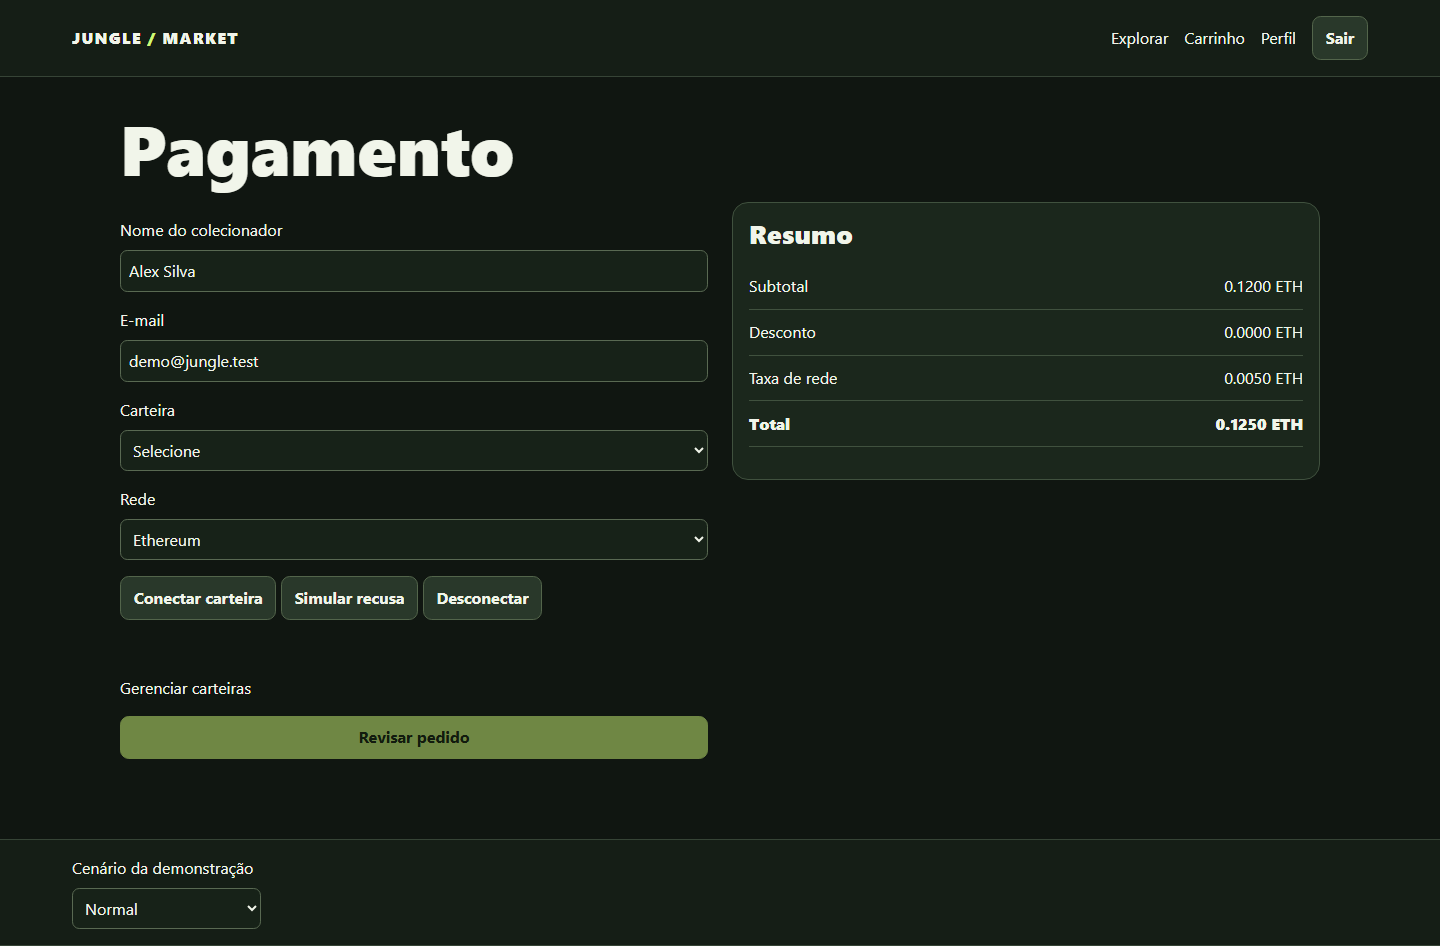 JUNGLE / MARKET
Explorar Carrinho Perfil Sair
Pagamento
Nome do colecionador
Alex Silva
E-mail
demo@jungle.test
Carteira
Selecione
Rede
Ethereum
Conectar carteira Simular recusa Desconectar
Gerenciar carteiras
Revisar pedido
Resumo
Subtotal 0.1200 ETH
Desconto 0.0000 ETH
Taxa de rede 0.0050 ETH
Total 0.1250 ETH
Cenário da demonstração
Normal